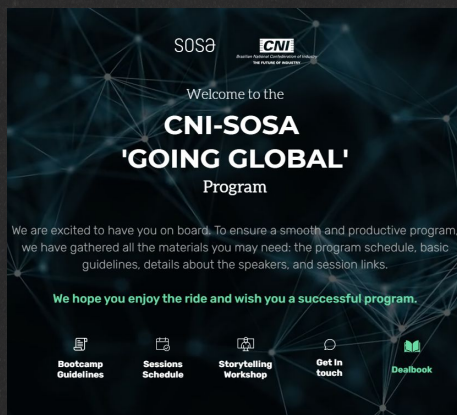 sosa
CNI
Brazilian National Confederation of Industry
THE FUTURE OF INDUSTRY
Welcome to the
CNI-SOSA
'GOING GLOBAL'
Program
We are excited to have you on board. To ensure a smooth and productive program,
we have gathered all the materials you may need: the program schedule, basic
guidelines, details about the speakers, and session links.
We hope you enjoy the ride and wish you a successful program.
Bootcamp Guidelines
Sessions Schedule
Storytelling Workshop
Get In touch
Dealbook